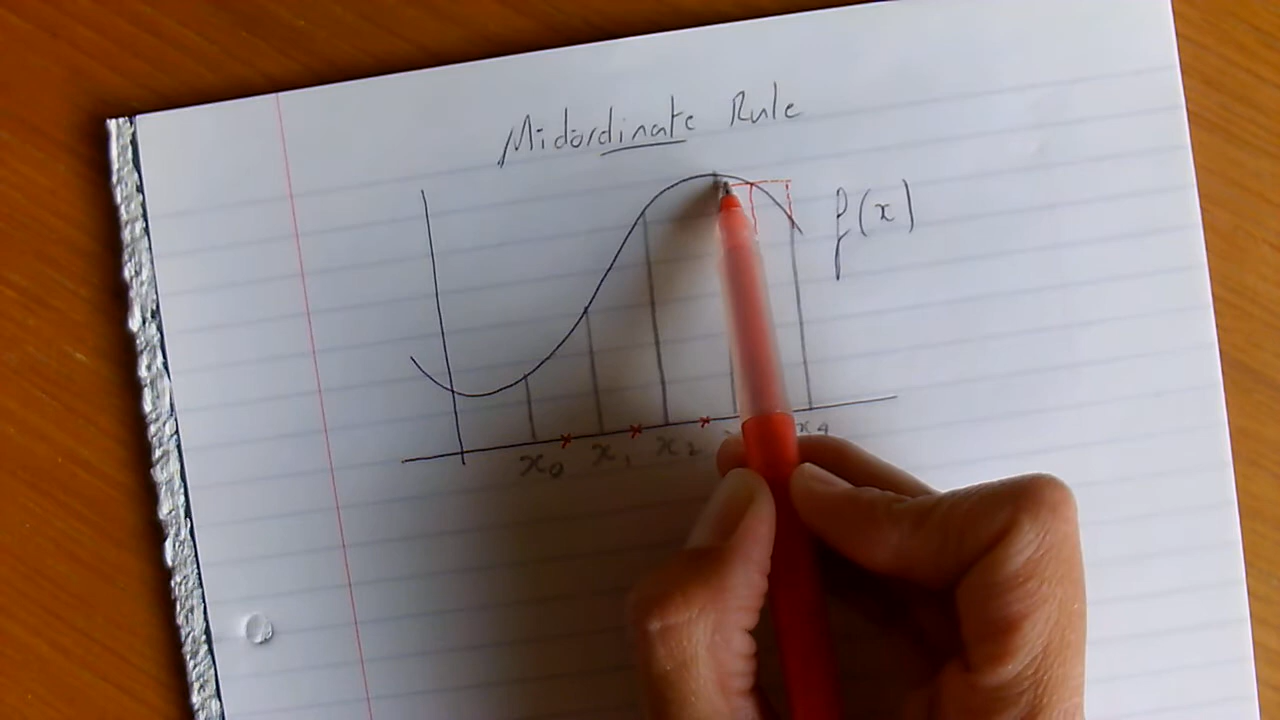 Midordinate Rule
f(x)
x₀ x₁ x₂ x₄